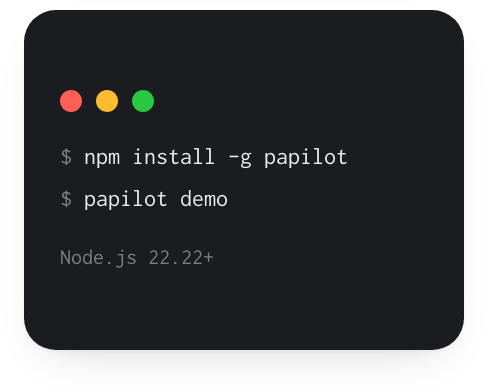 $ npm install -g papilot
$ papilot demo
Node.js 22.22+